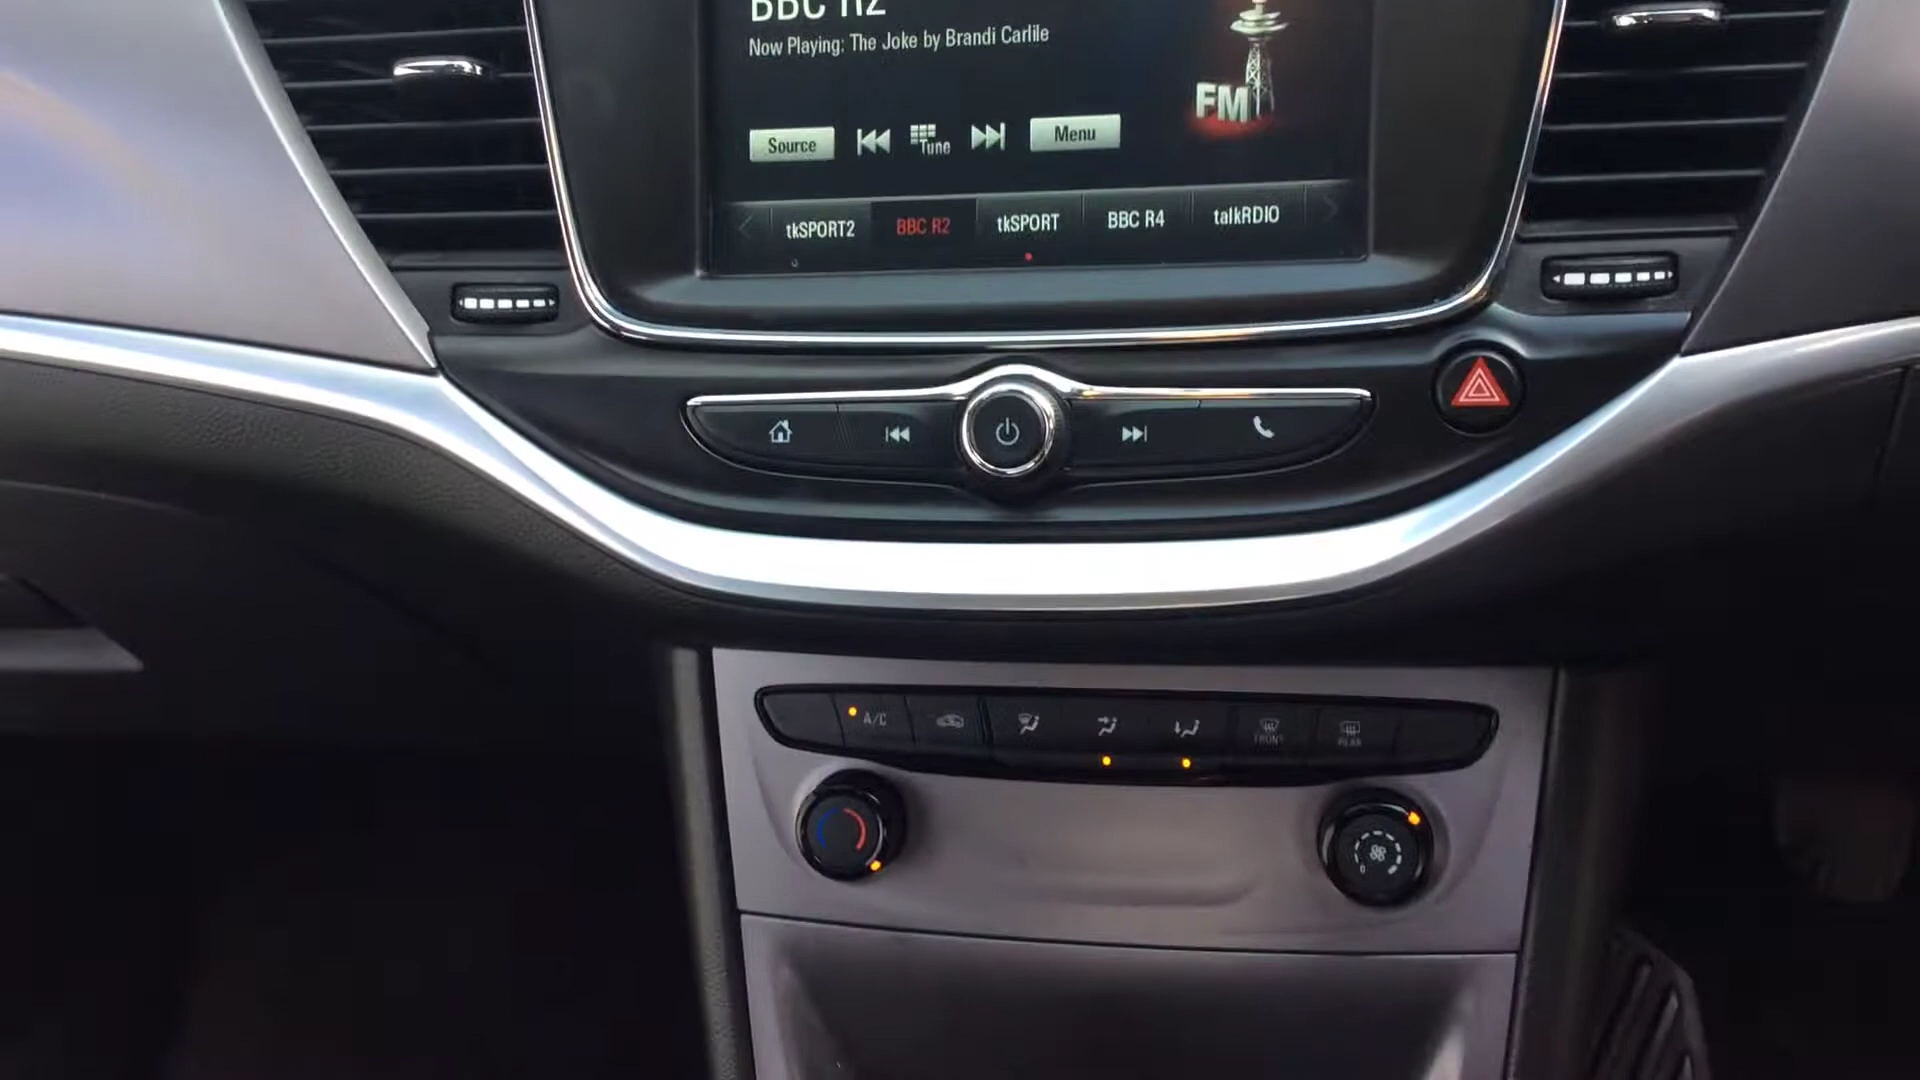 BBC R2
Now Playing: The Joke by Brandi Carlile
FM
Source
Tune
Menu
tkSPORT2
BBC R2
tkSPORT
BBC R4
talkRDIO
A/C
FRONT
REAR
0